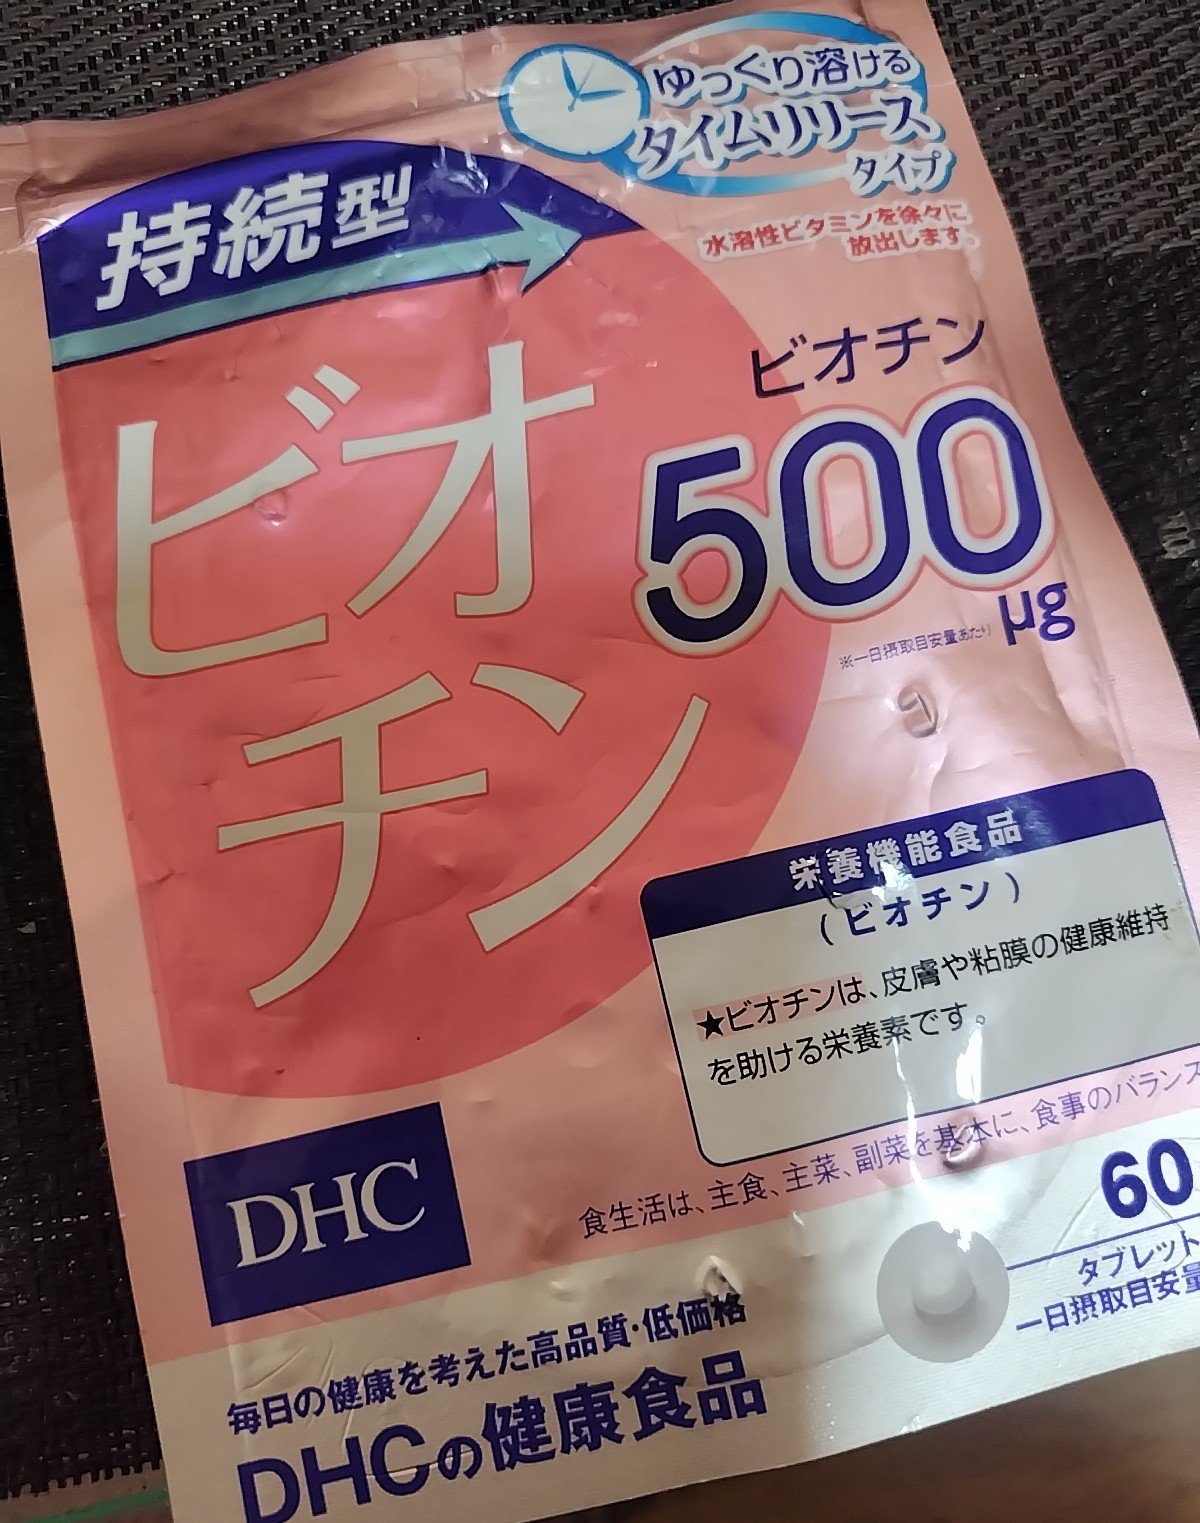 ゆっくり溶ける
タイムリリース
タイプ
水溶性ビタミンを徐々に
放出します。
持続型
ビオ
チン
ビオチン
500
μg
※一日摂取目安量あたり
栄養機能食品
(ビオチン)
★ビオチンは、皮膚や粘膜の健康維持
を助ける栄養素です。
食生活は、主食、主菜、副菜を基本に、食事のバランス
DHC
60
タブレット
一日摂取目安量
毎日の健康を考えた高品質・低価格
DHCの健康食品